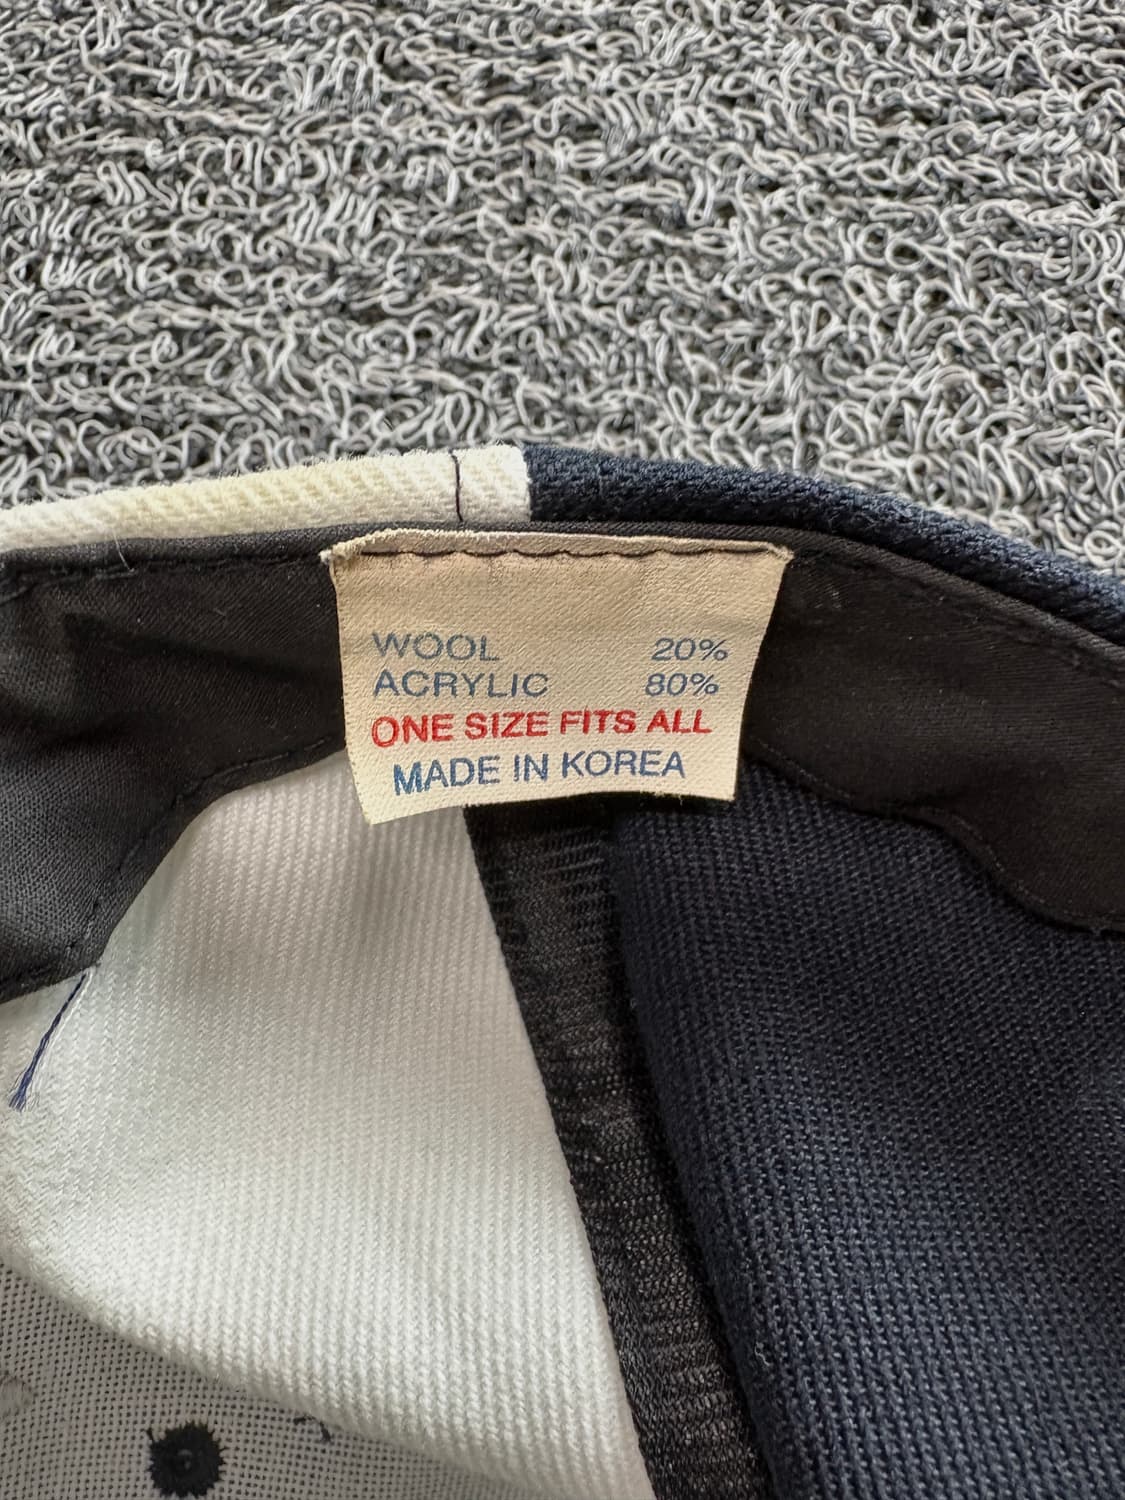 WOOL 20%
ACRYLIC 80%
ONE SIZE FITS ALL
MADE IN KOREA